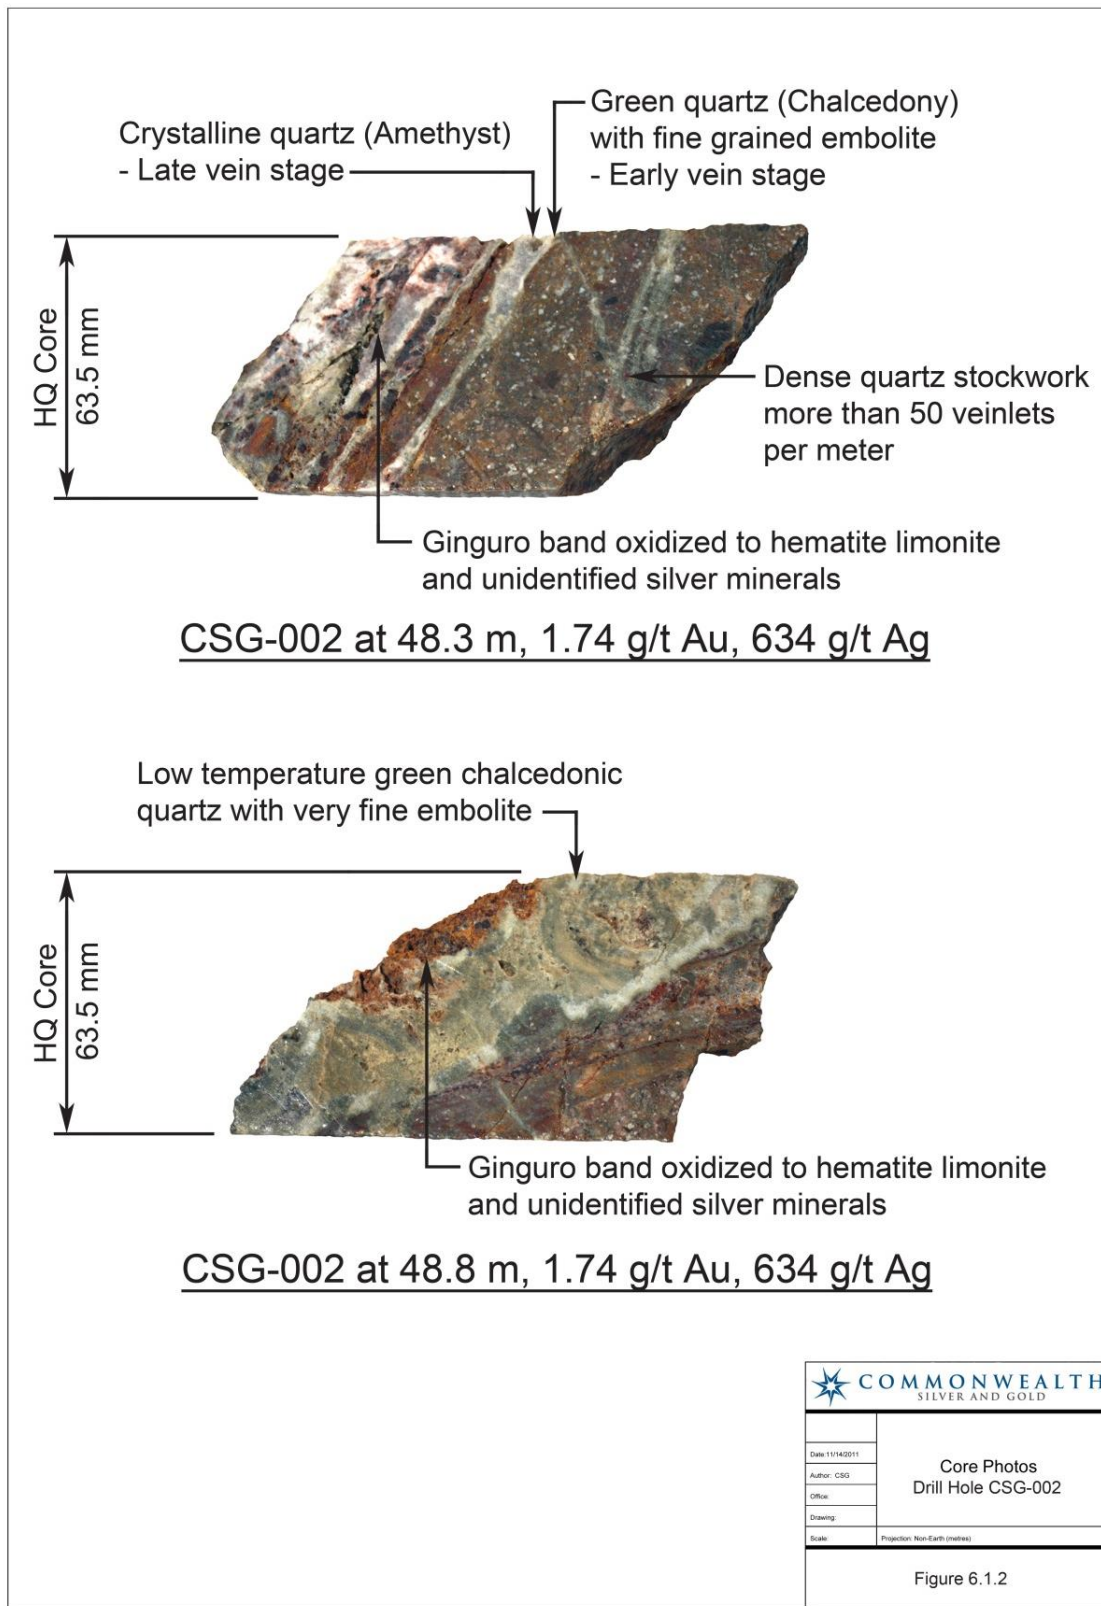 Green quartz (Chalcedony)
with fine grained embolite
- Early vein stage
Crystalline quartz (Amethyst)
- Late vein stage
HQ Core
63.5 mm
Dense quartz stockwork
more than 50 veinlets
per meter
Ginguro band oxidized to hematite limonite
and unidentified silver minerals
CSG-002 at 48.3 m, 1.74 g/t Au, 634 g/t Ag
Low temperature green chalcedonic
quartz with very fine embolite
HQ Core
63.5 mm
Ginguro band oxidized to hematite limonite
and unidentified silver minerals
CSG-002 at 48.8 m, 1.74 g/t Au, 634 g/t Ag
COMMONWEALTH
SILVER AND GOLD
Date:11/14/2011
Author: CSG
Office:
Drawing:
Scale:
Core Photos
Drill Hole CSG-002
Projection: Non-Earth (metres)
Figure 6.1.2